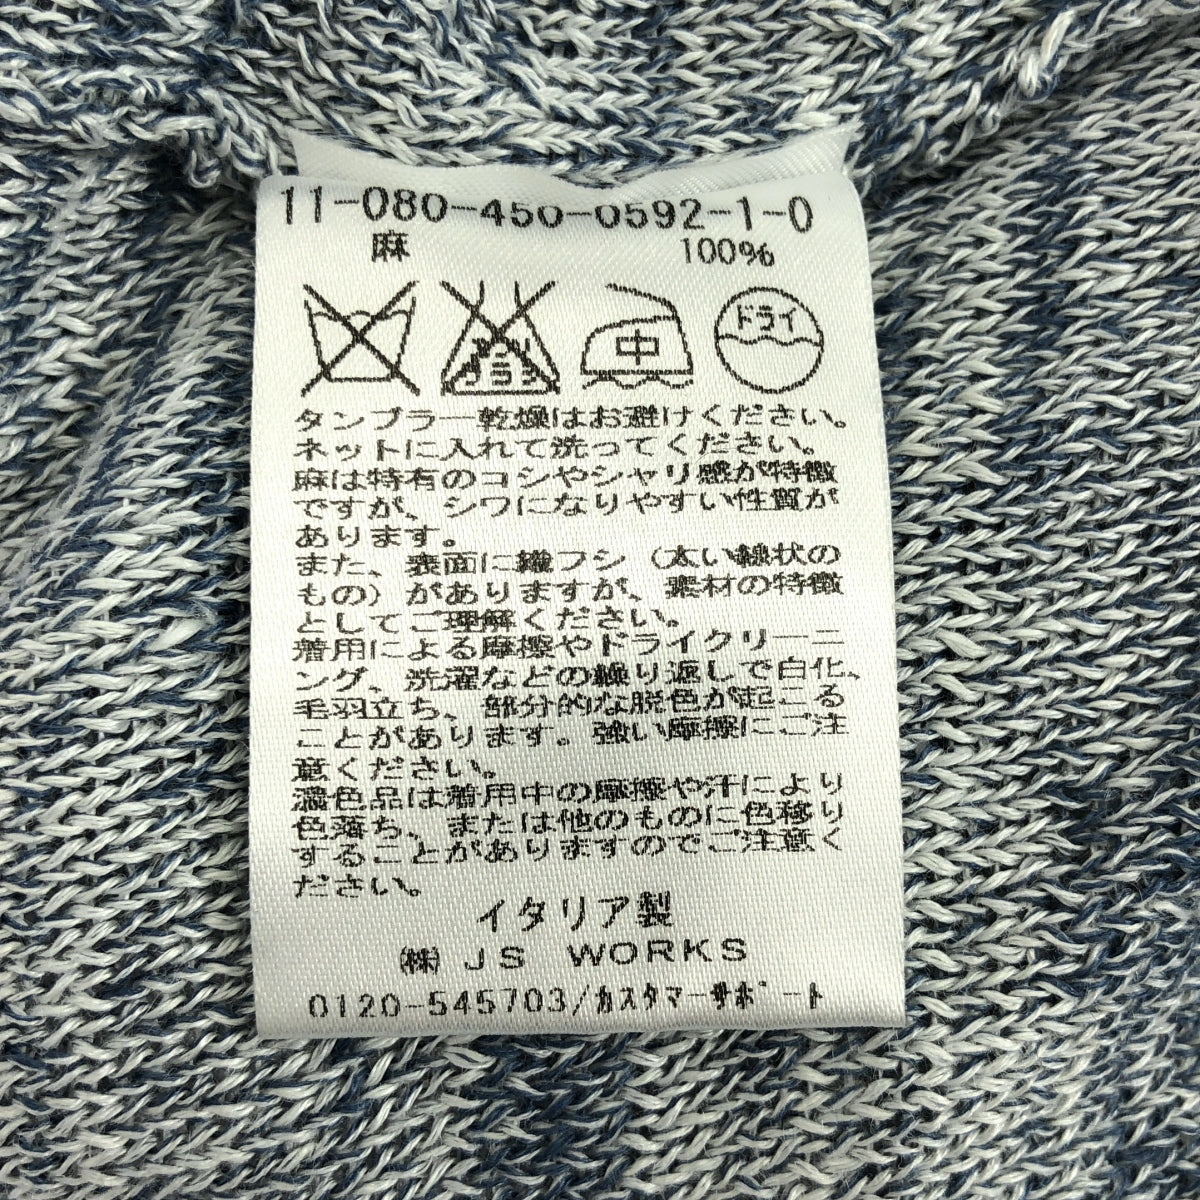 11-080-450-0592-1-0
麻 100%
中 ドライ
タンブラー乾燥はお避けください。
ネットに入れて洗ってください。
麻は特有のコシやシャリ感が特徴
ですが、シワになりやすい性質が
あります。
また、表面に繊フシ（太い線状の
もの）がありますが、素材の特徴
としてご理解ください。
着用による摩擦やドライクリーニ
ング、洗濯などの繰り返しで白化、
毛羽立ち、部分的な脱色が起こる
ことがあります。強い摩擦にご注
意ください。
濃色品は着用中の摩擦や汗により
色落ち、または他のものに色移り
することがありますのでご注意く
ださい。
イタリア製
㈱ JS WORKS
0120-545703/カスタマーサポート